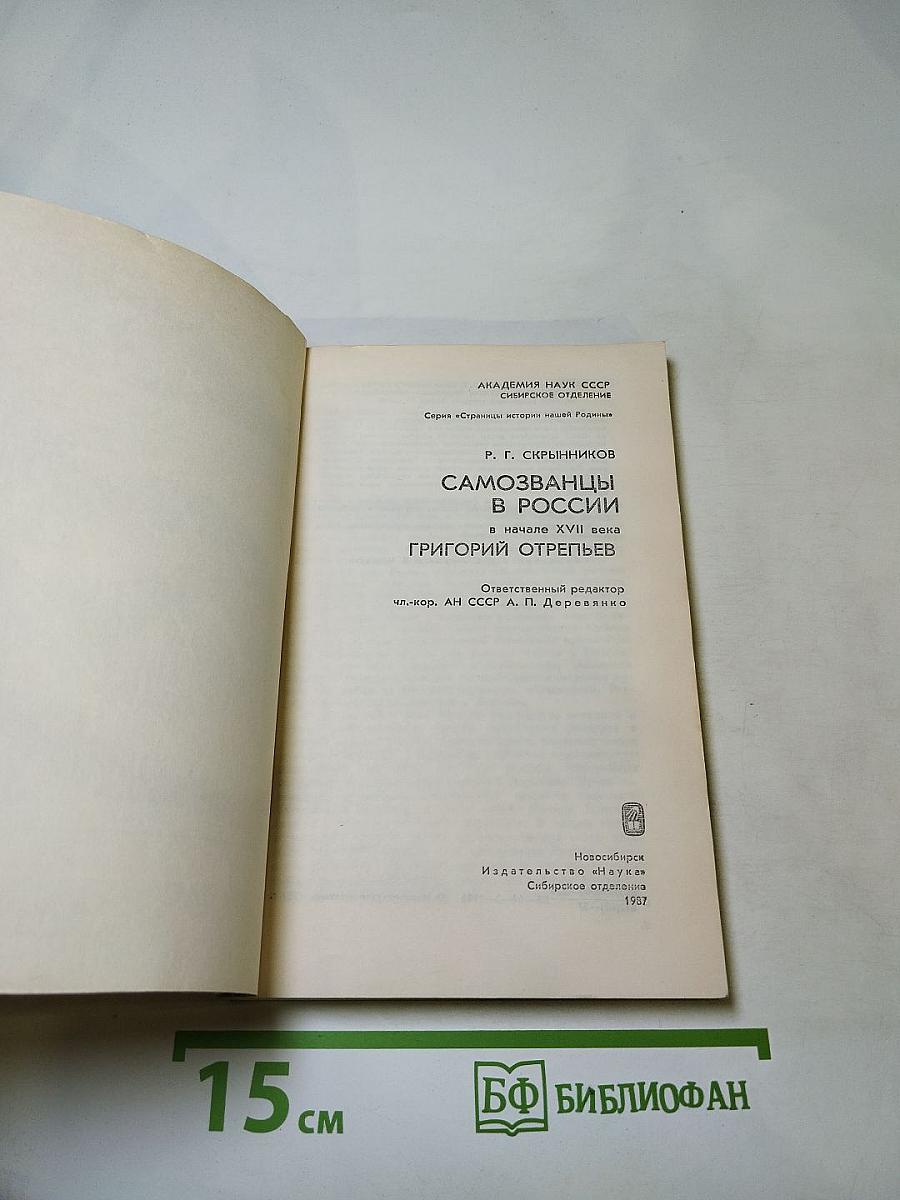 АКАДЕМИЯ НАУК СССР
СИБИРСКОЕ ОТДЕЛЕНИЕ
Серия «Страницы истории нашей Родины»
Р. Г. СКРЫННИКОВ
САМОЗВАНЦЫ
В РОССИИ
в начале XVII века
ГРИГОРИЙ ОТРЕПЬЕВ
Ответственный редактор
чл.-кор. АН СССР А. П. Деревянко
Новосибирск
Издательство «Наука»
Сибирское отделение
1987
15 см
БФ БИБЛИОФАН